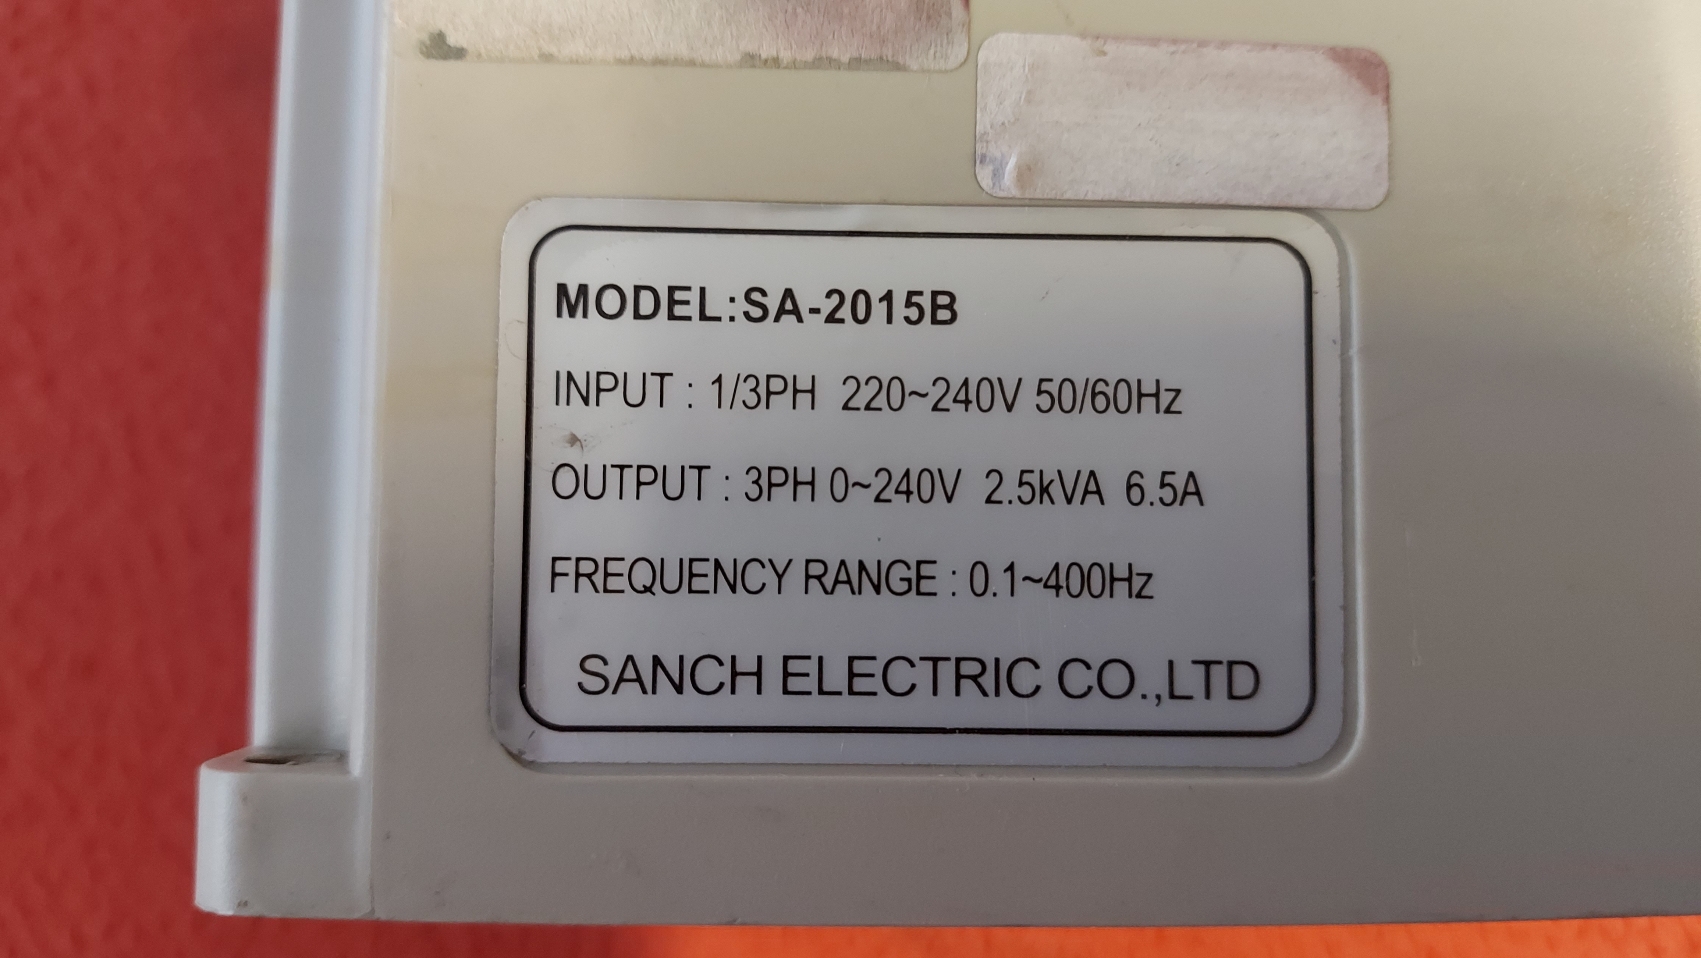 MODEL:SA-2015B
INPUT : 1/3PH 220~240V 50/60Hz
OUTPUT : 3PH 0~240V 2.5kVA 6.5A
FREQUENCY RANGE : 0.1~400Hz
SANCH ELECTRIC CO.,LTD